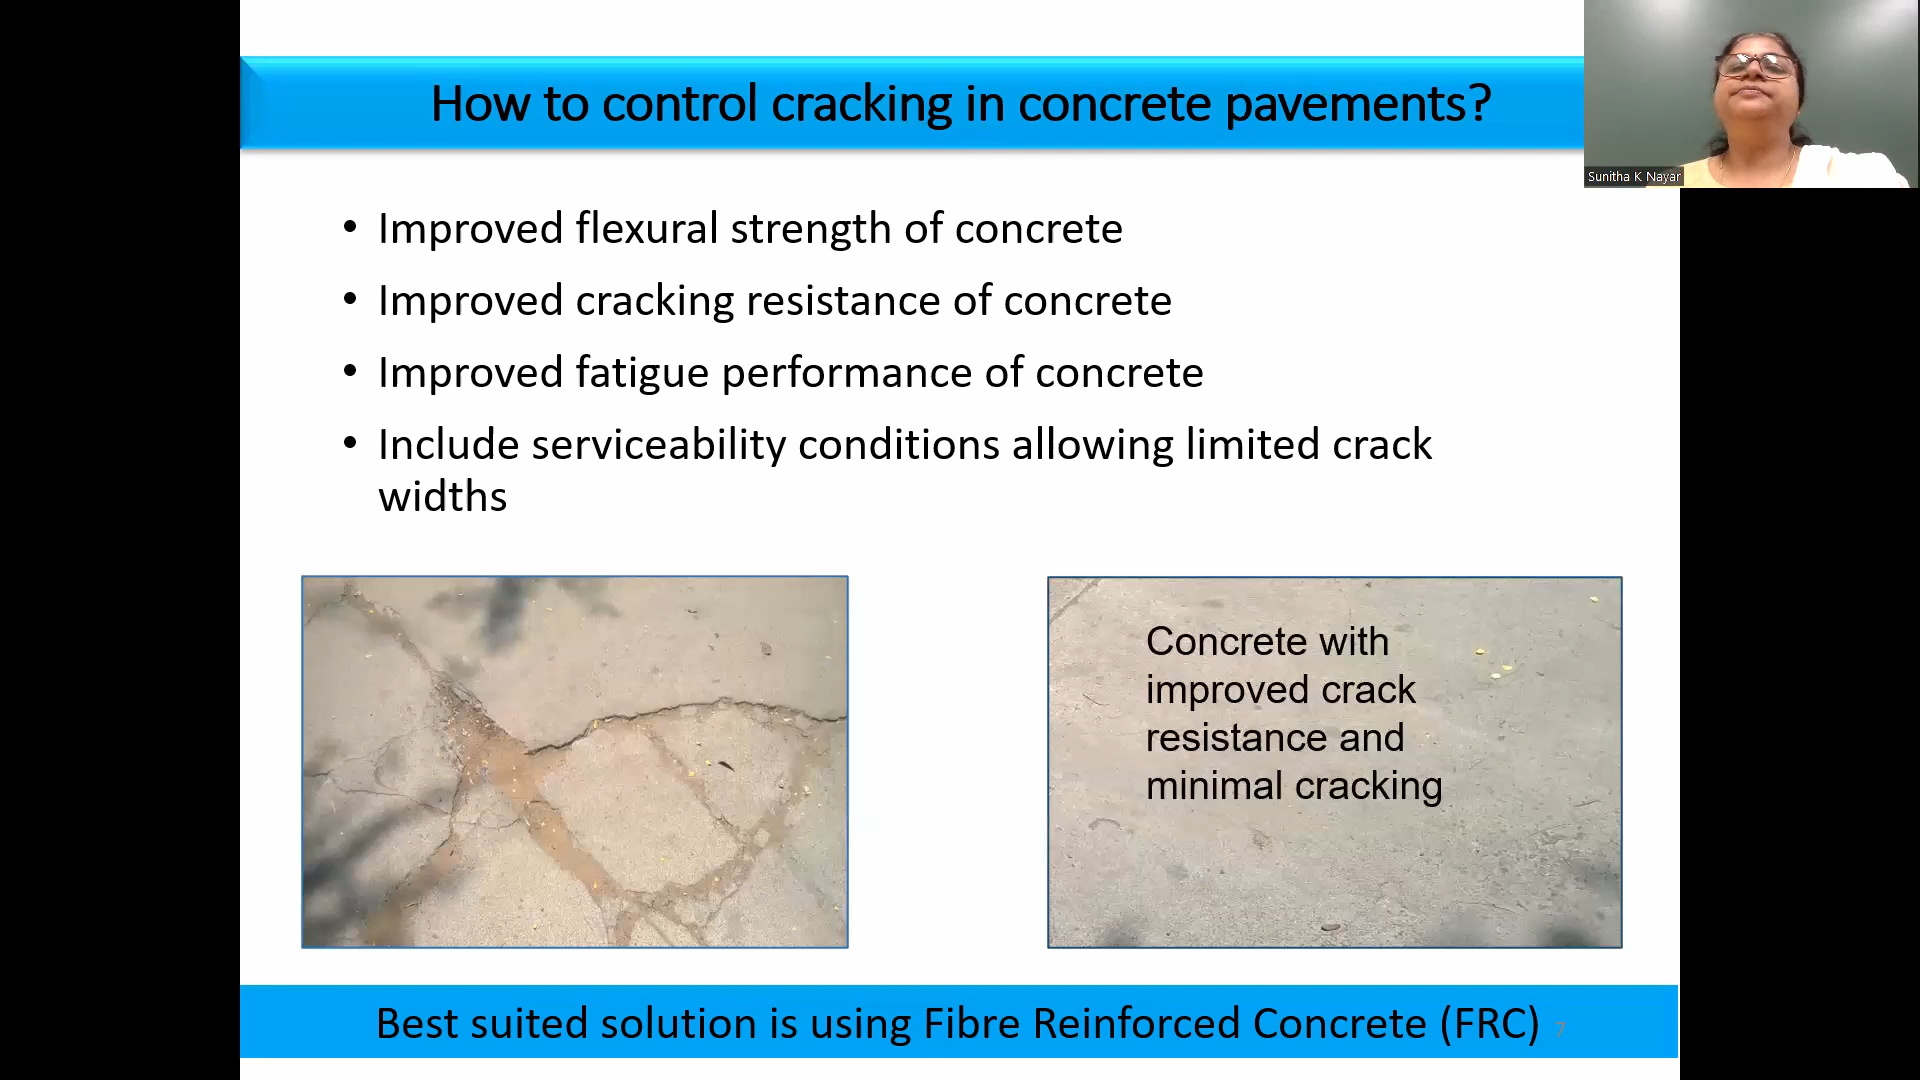 How to control cracking in concrete pavements?
Sunitha K Nayar
• Improved flexural strength of concrete
• Improved cracking resistance of concrete
• Improved fatigue performance of concrete
• Include serviceability conditions allowing limited crack
widths
Concrete with
improved crack
resistance and
minimal cracking
Best suited solution is using Fibre Reinforced Concrete (FRC)
7